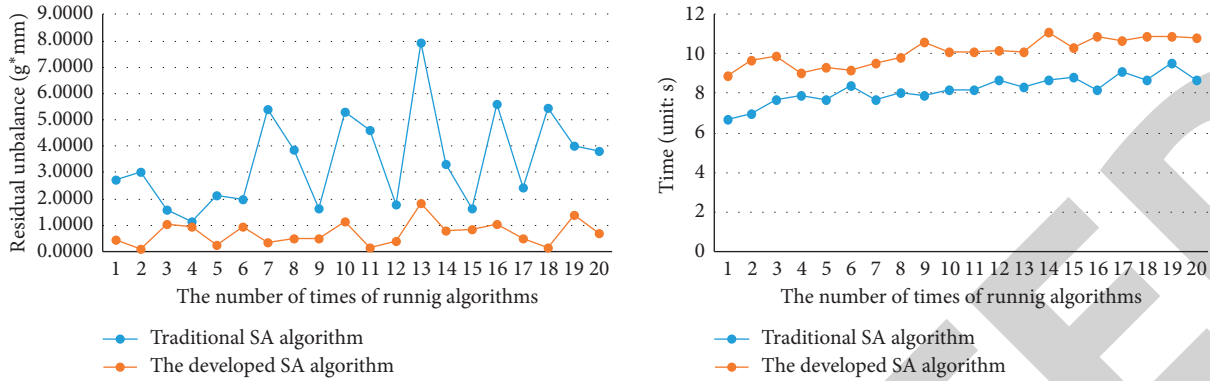 9.0000
8.0000
7.0000
6.0000
5.0000
4.0000
3.0000
2.0000
1.0000
0.0000
Residual unbalance (g*mm)
1 2 3 4 5 6 7 8 9 10 11 12 13 14 15 16 17 18 19 20
The number of times of runnig algorithms
Traditional SA algorithm
The developed SA algorithm
12
10
8
6
4
2
0
Time (unit: s)
1 2 3 4 5 6 7 8 9 10 11 12 13 14 15 16 17 18 19 20
The number of times of runnig algorithms
Traditional SA algorithm
The developed SA algorithm